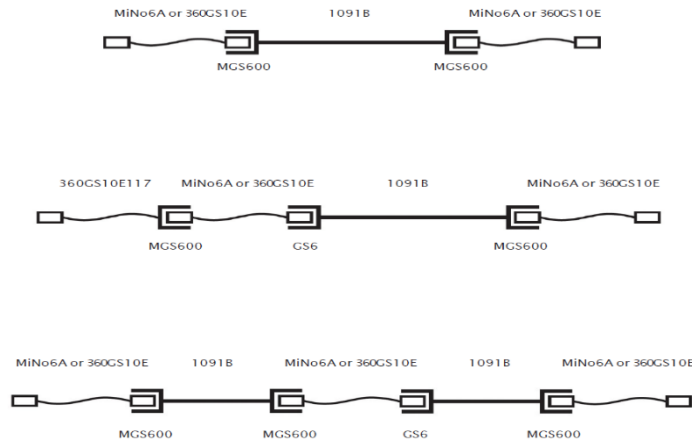 MiNo6A or 360GS10E 1091B MiNo6A or 360GS10E
MGS600 MGS600
360GS10E117 MiNo6A or 360GS10E 1091B MiNo6A or 360GS10E
MGS600 GS6 MGS600
MiNo6A or 360GS10E 1091B MiNo6A or 360GS10E 1091B MiNo6A or 360GS10E
MGS600 MGS600 GS6 MGS600